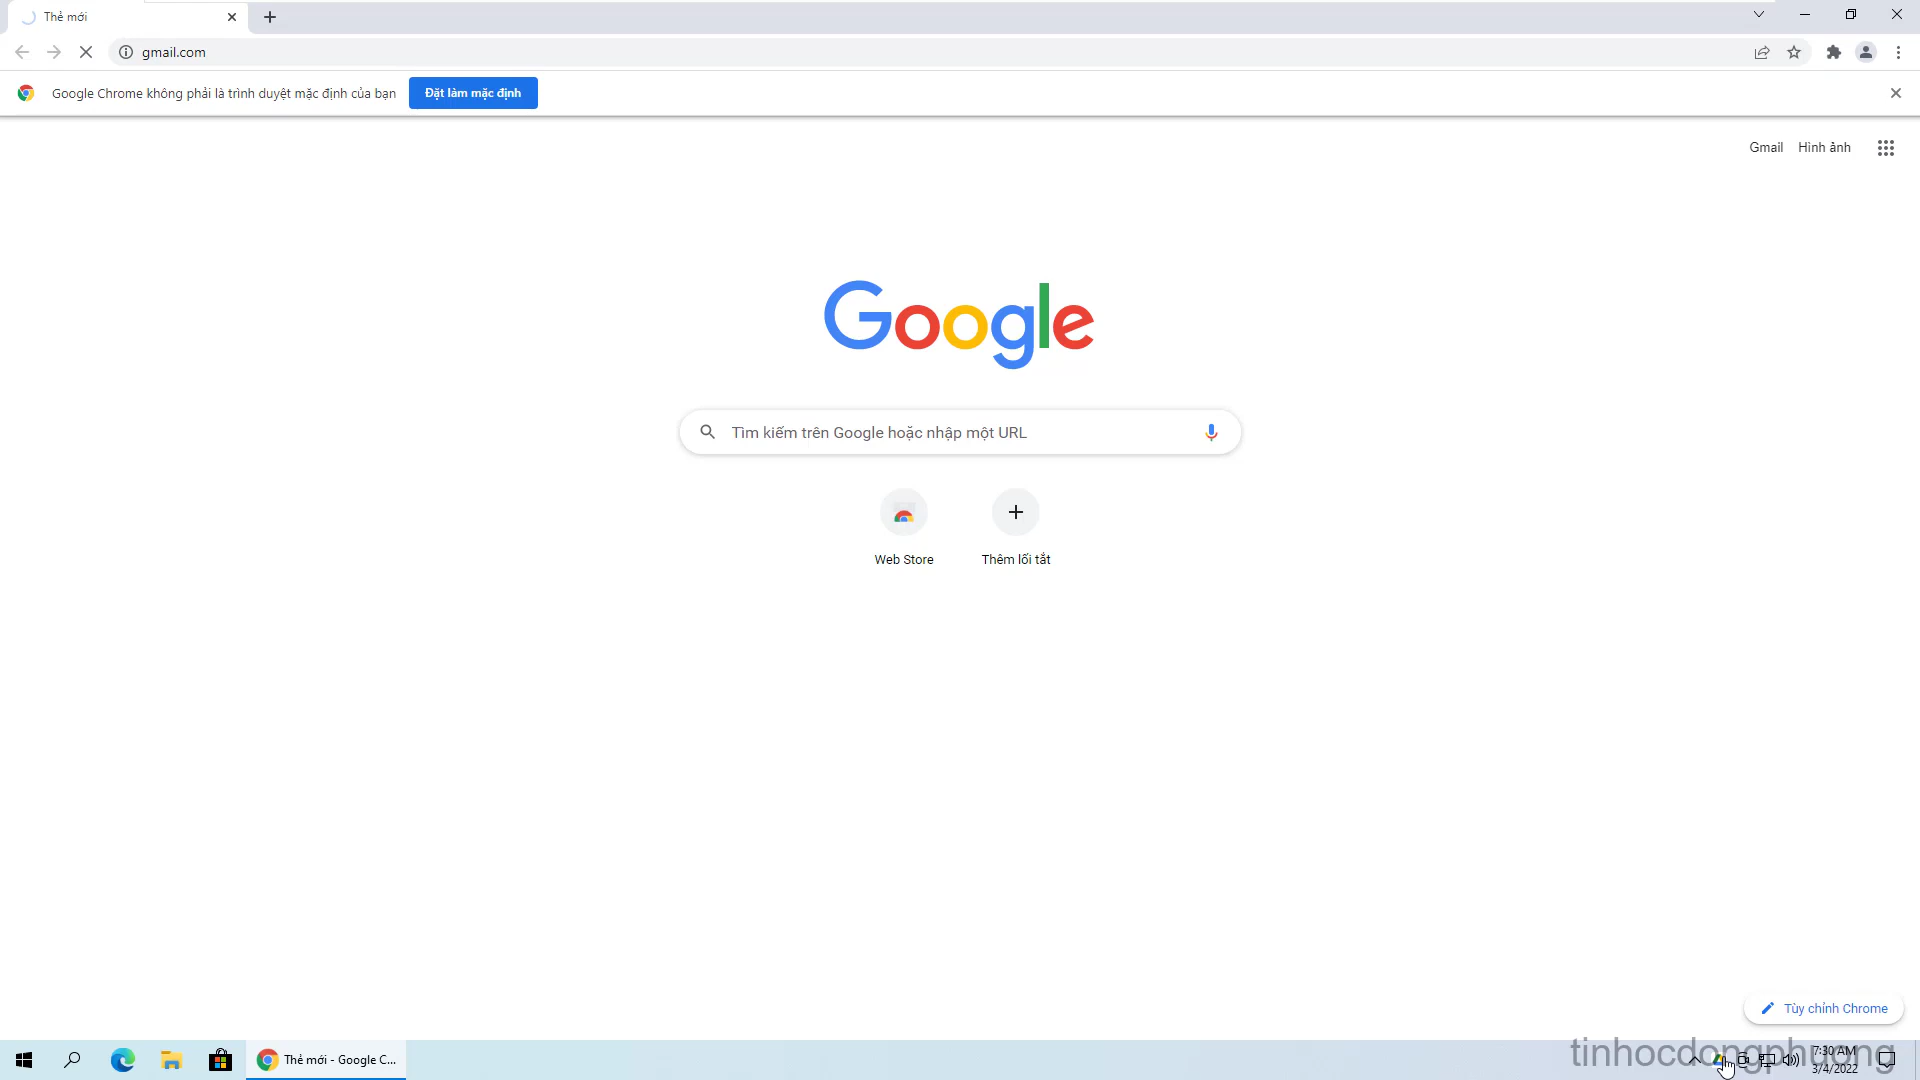 Thẻ mới
gmail.com
Google Chrome không phải là trình duyệt mặc định của bạn
Đặt làm mặc định
Gmail
Hình ảnh
Google
Tìm kiếm trên Google hoặc nhập một URL
Web Store
Thêm lối tắt
Tùy chỉnh Chrome
Thẻ mới - Google C...
tinhocdongphuong
7:30 AM
3/4/2022